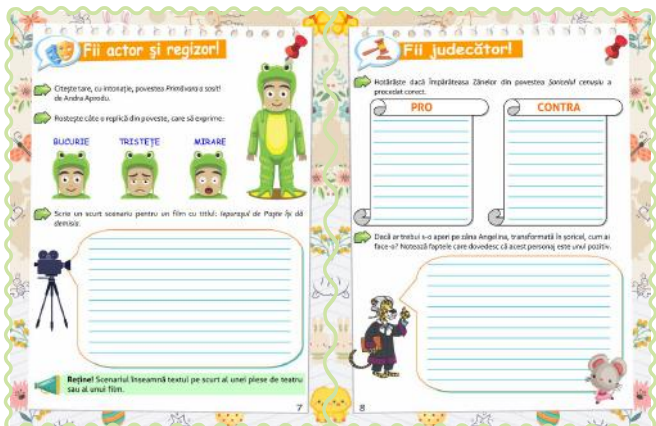 Fii actor și regizor!
Citește tare, cu intonație, povestea Primăvara a sosit!
de Andra Aprodu.
Rostește câte o replică din poveste, care să exprime:
BUCURIE TRISTEȚE MIRARE
Scrie un scurt scenariu pentru un film cu titlul: Iepurașul de Paște își dă
demisia.
Reține! Scenariul înseamnă textul pe scurt al unei piese de teatru
sau al unui film.
7
Fii judecător!
Hotărăște dacă Împărăteasa Zânelor din povestea Șoricelul cenușiu a
procedat corect.
PRO CONTRA
Dacă ar trebui s-o aperi pe zâna Angelina, transformată în șoricel, cum ai
face-o? Notează faptele care dovedesc că acest personaj este unul pozitiv.
8